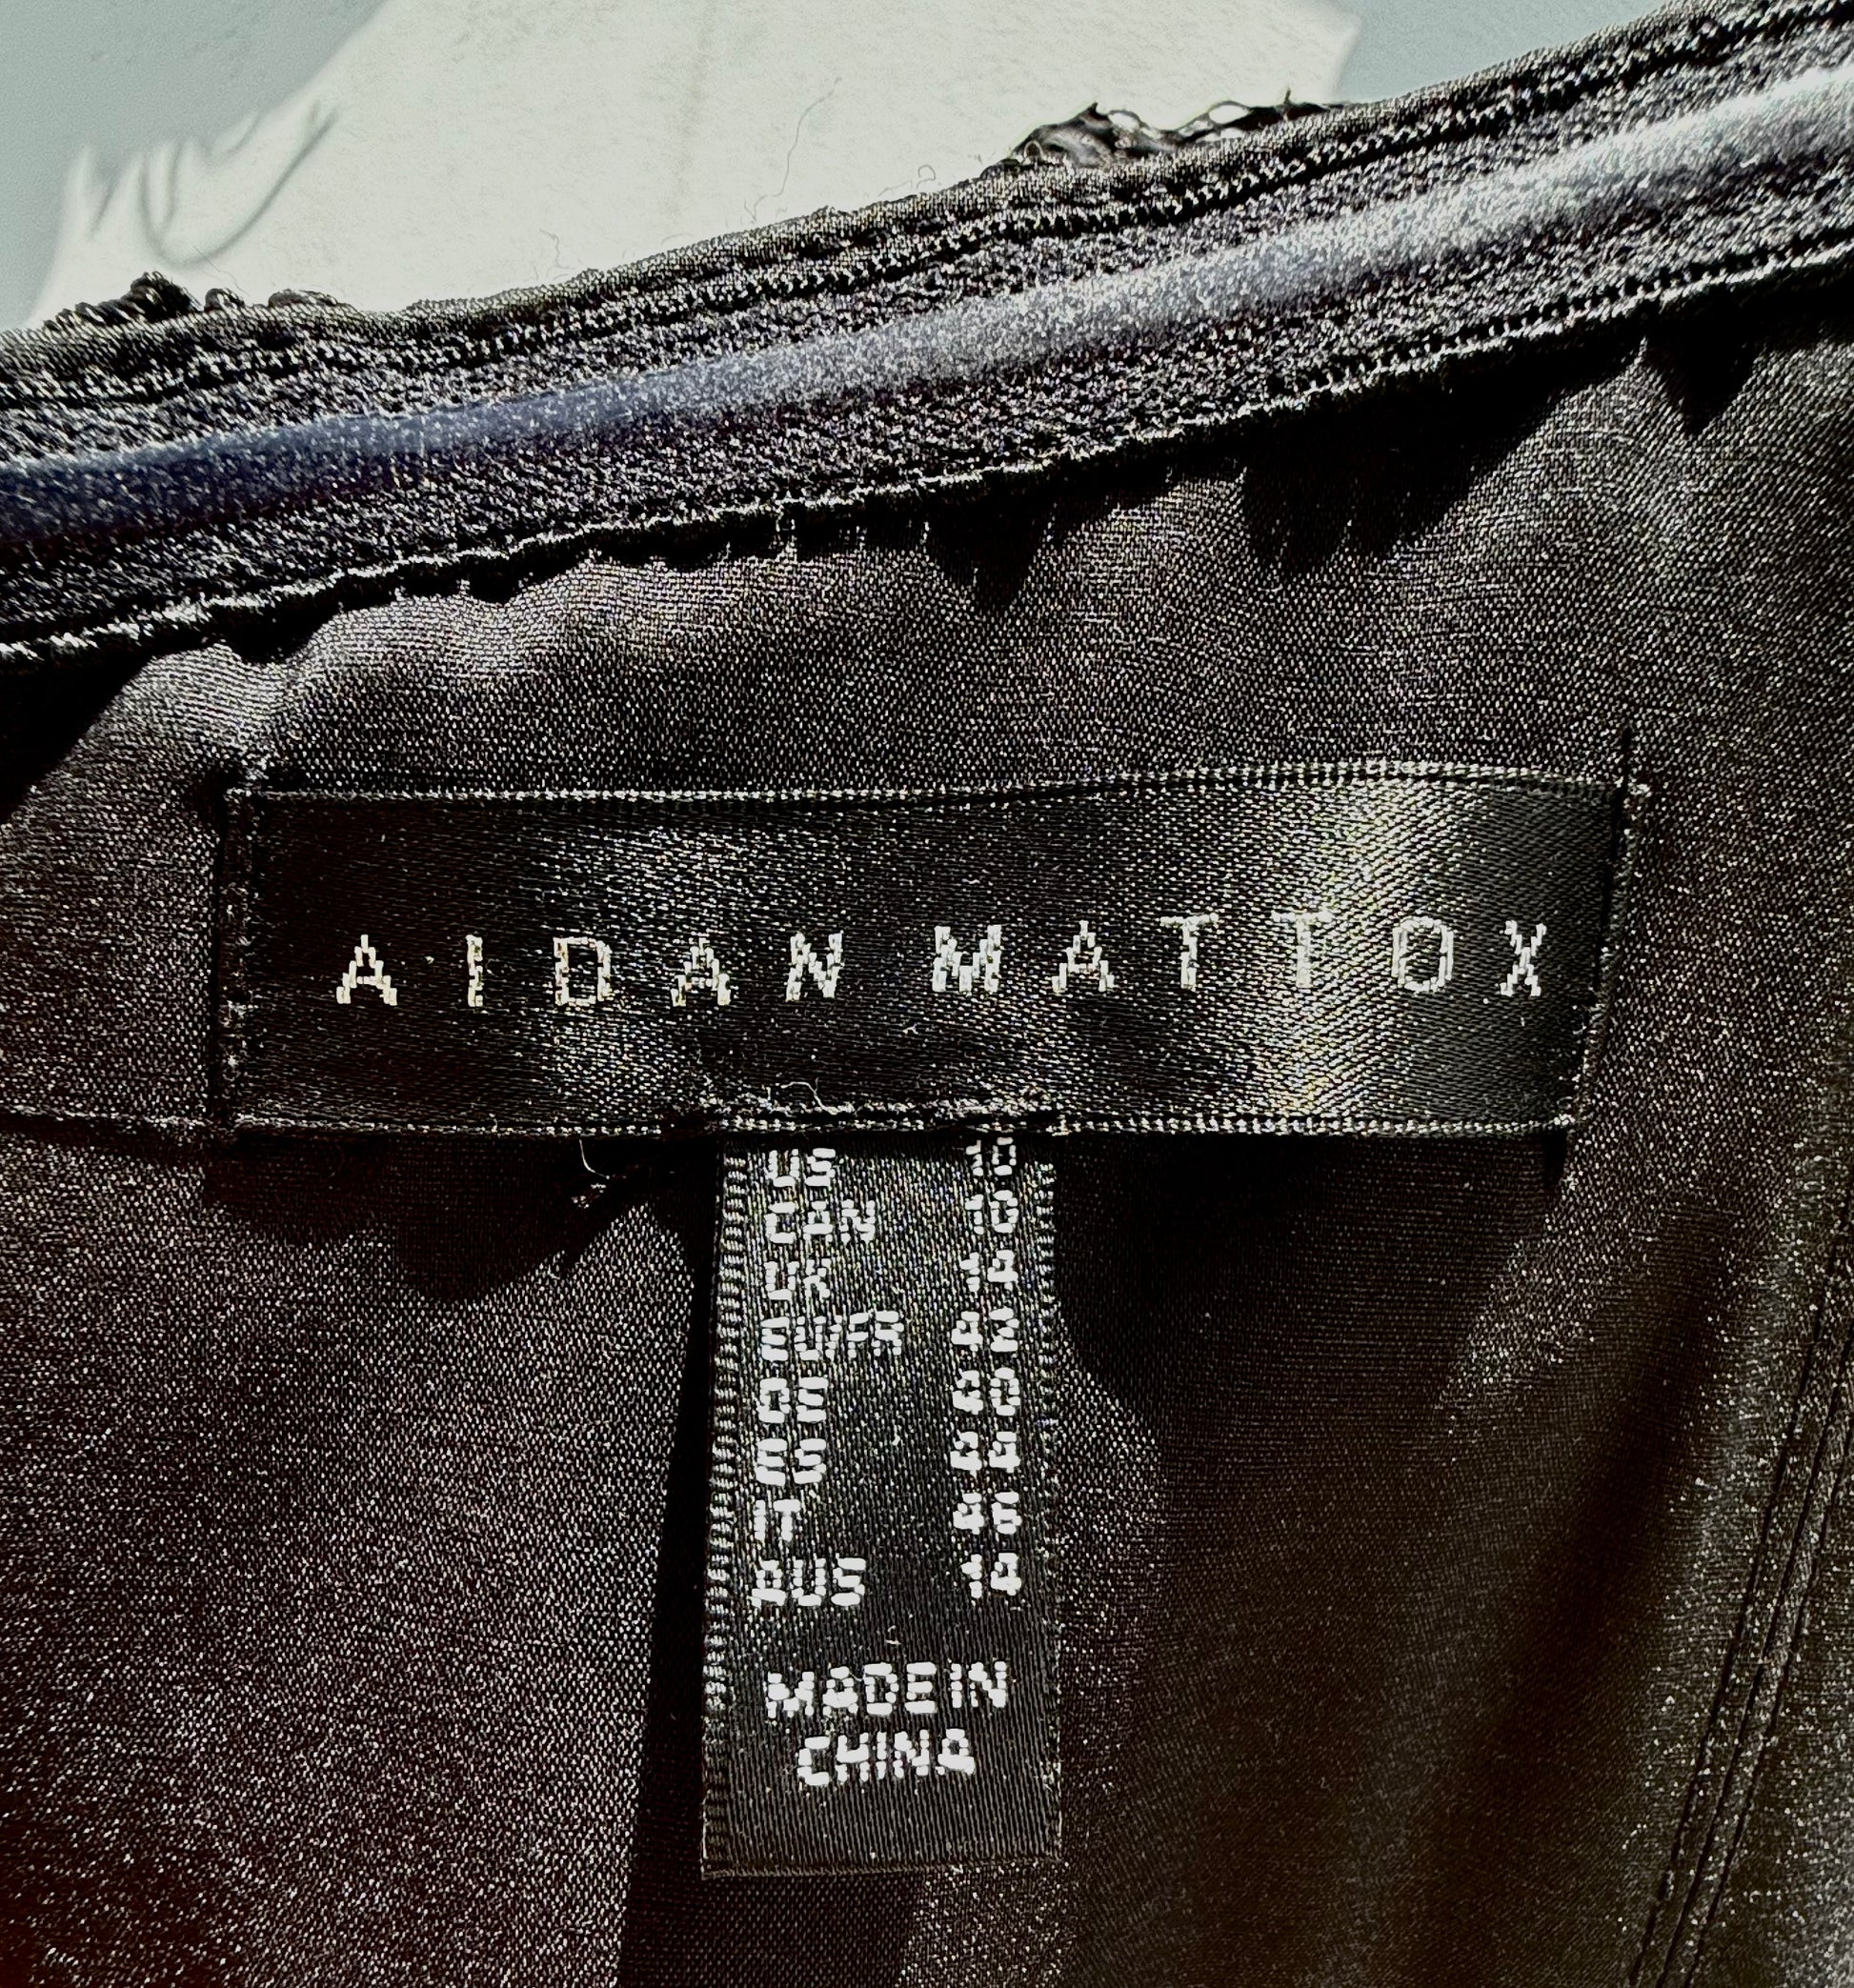 AIDAN MATTOX
US 10
CAN 10
UK 14
EU/FR 42
DE 40
ES 44
IT 46
AUS 14
MADE IN
CHINA